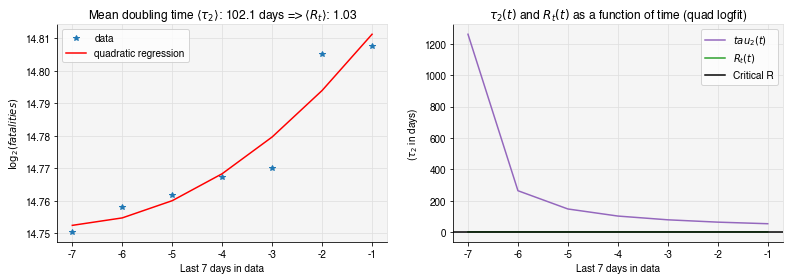 Mean doubling time ⟨τ₂⟩: 102.1 days => ⟨Rₜ⟩: 1.03
data
quadratic regression
log₂(fatalities)
14.81
14.80
14.79
14.78
14.77
14.76
14.75
-7 -6 -5 -4 -3 -2 -1
Last 7 days in data
τ₂(t) and Rₜ(t) as a function of time (quad logfit)
tau₂(t)
Rₜ(t)
Critical R
(τ₂ in days)
1200
1000
800
600
400
200
0
-7 -6 -5 -4 -3 -2 -1
Last 7 days in data